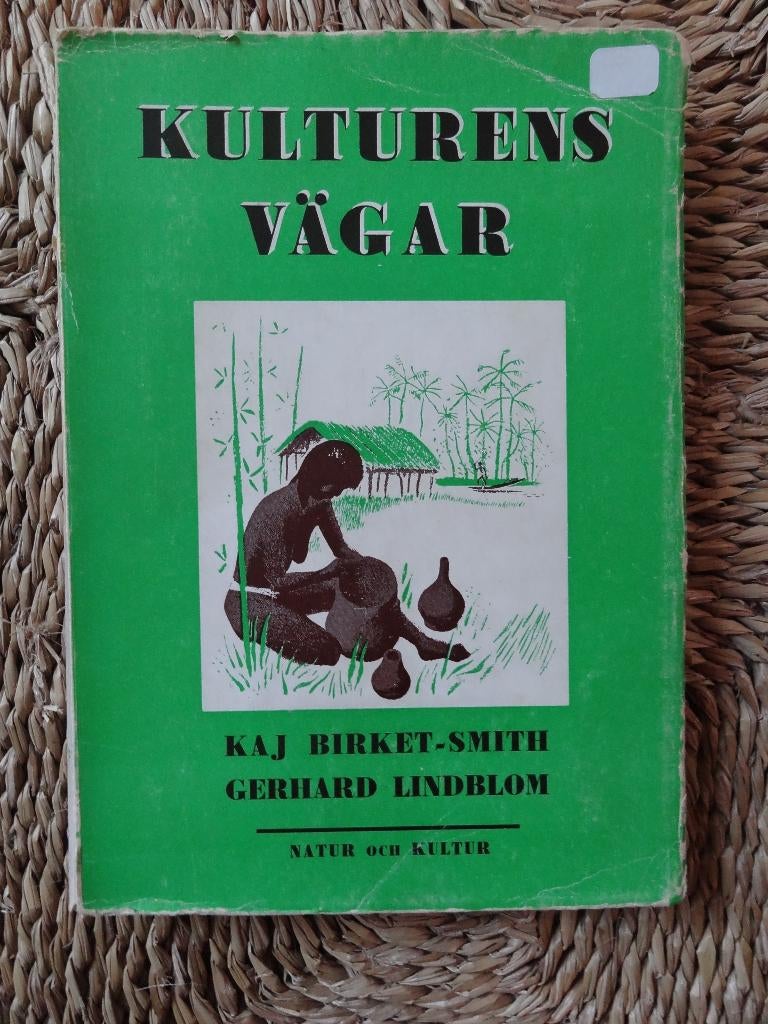 KULTURENS
VÄGAR
KAJ BIRKET-SMITH
GERHARD LINDBLOM
NATUR OCH KULTUR